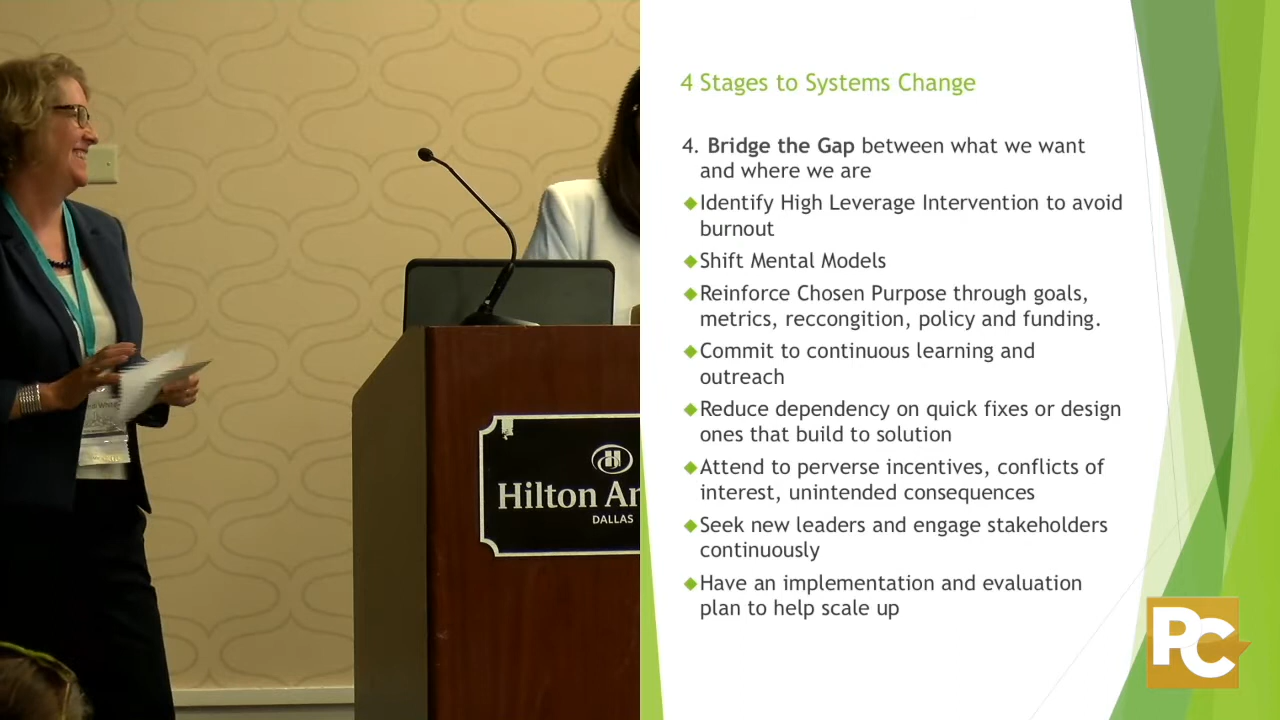 4 Stages to Systems Change
4. Bridge the Gap between what we want
and where we are
Identify High Leverage Intervention to avoid
burnout
Shift Mental Models
Reinforce Chosen Purpose through goals,
metrics, reccongition, policy and funding.
Commit to continuous learning and
outreach
Reduce dependency on quick fixes or design
ones that build to solution
Attend to perverse incentives, conflicts of
interest, unintended consequences
Seek new leaders and engage stakeholders
continuously
Have an implementation and evaluation
plan to help scale up
H
Hilton An
DALLAS
PC